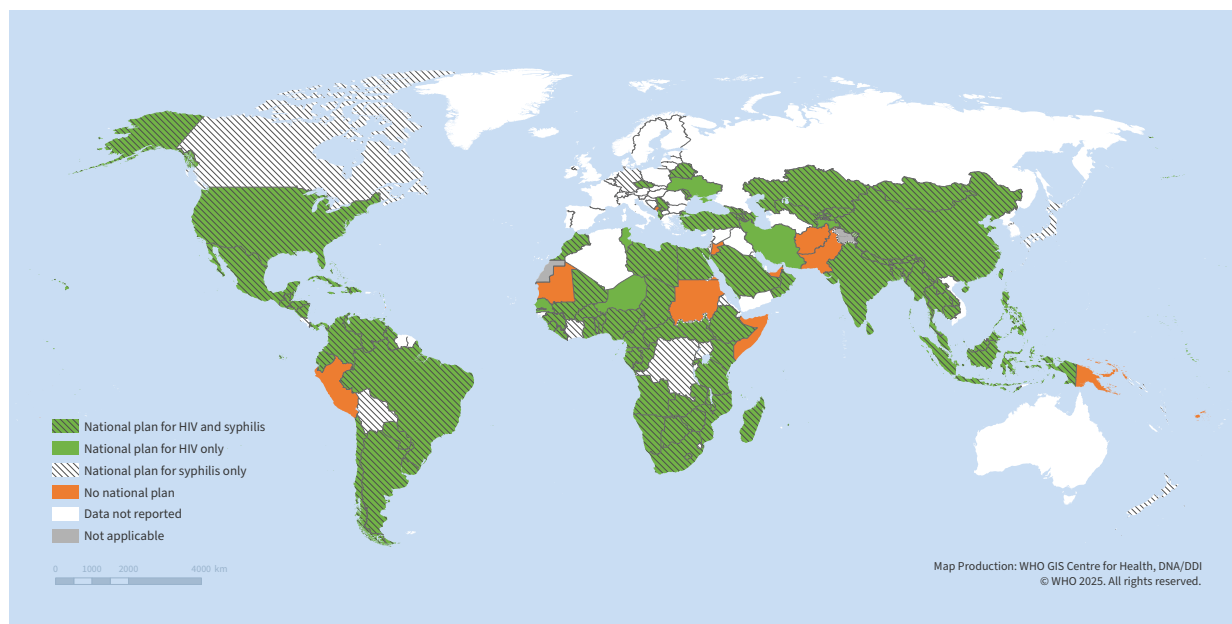 National plan for HIV and syphilis
National plan for HIV only
National plan for syphilis only
No national plan
Data not reported
Not applicable
0 1000 2000 4000 km
Map Production: WHO GIS Centre for Health, DNA/DDI
© WHO 2025. All rights reserved.